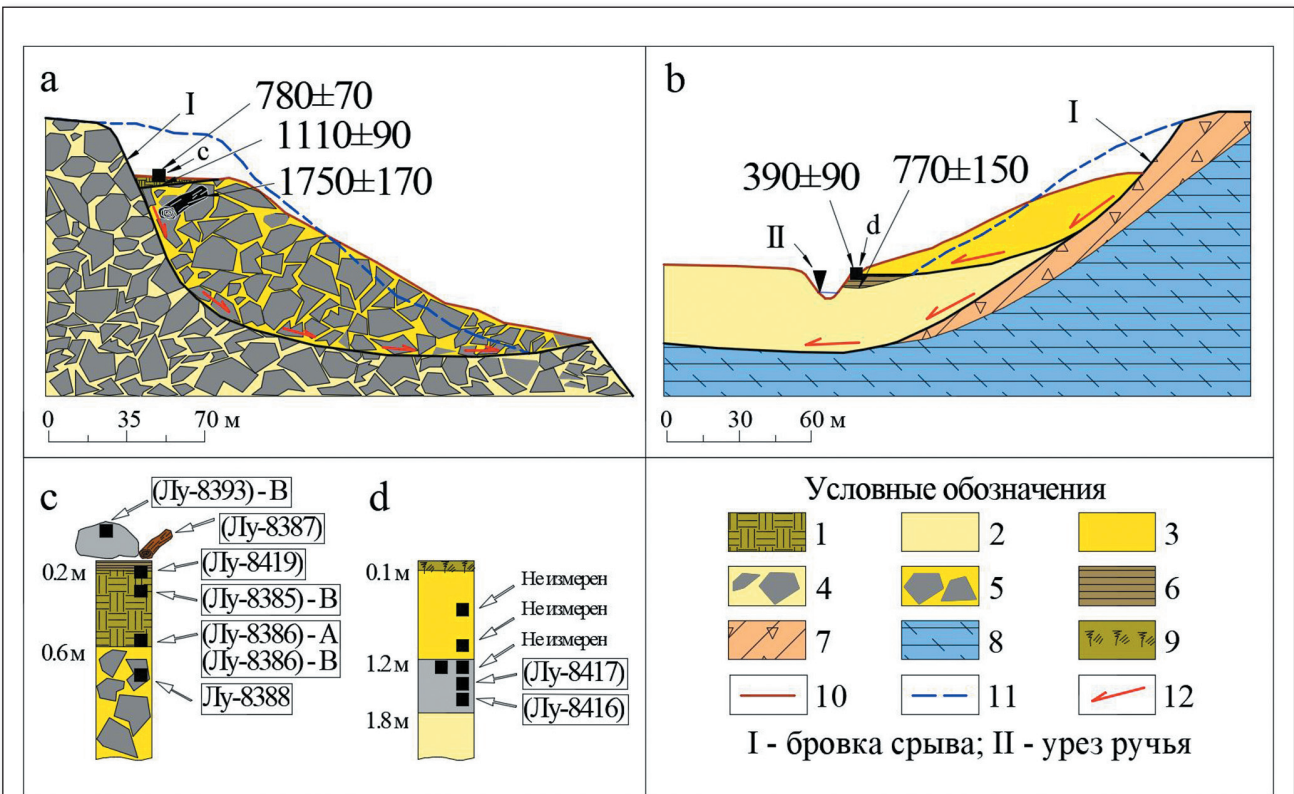 a
I
780±70
1110±90
c
1750±170
0 35 70 м
b
I
390±90
770±150
d
II
0 30 60 м
c
(Лу-8393) - В
(Лу-8387)
0.2 м
(Лу-8419)
(Лу-8385) - В
(Лу-8386) - А
0.6 м
(Лу-8386) - В
Лу-8388
d
0.1 м
Не измерен
Не измерен
Не измерен
1.2 м
(Лу-8417)
(Лу-8416)
1.8 м
Условные обозначения
1 2 3
4 5 6
7 8 9
10 11 12
I - бровка срыва; II - урез ручья